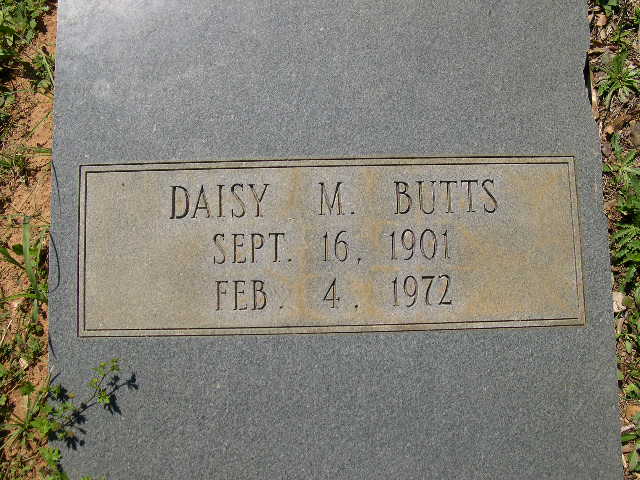 DAISY M. BUTTS
SEPT. 16, 1901
FEB. 4, 1972